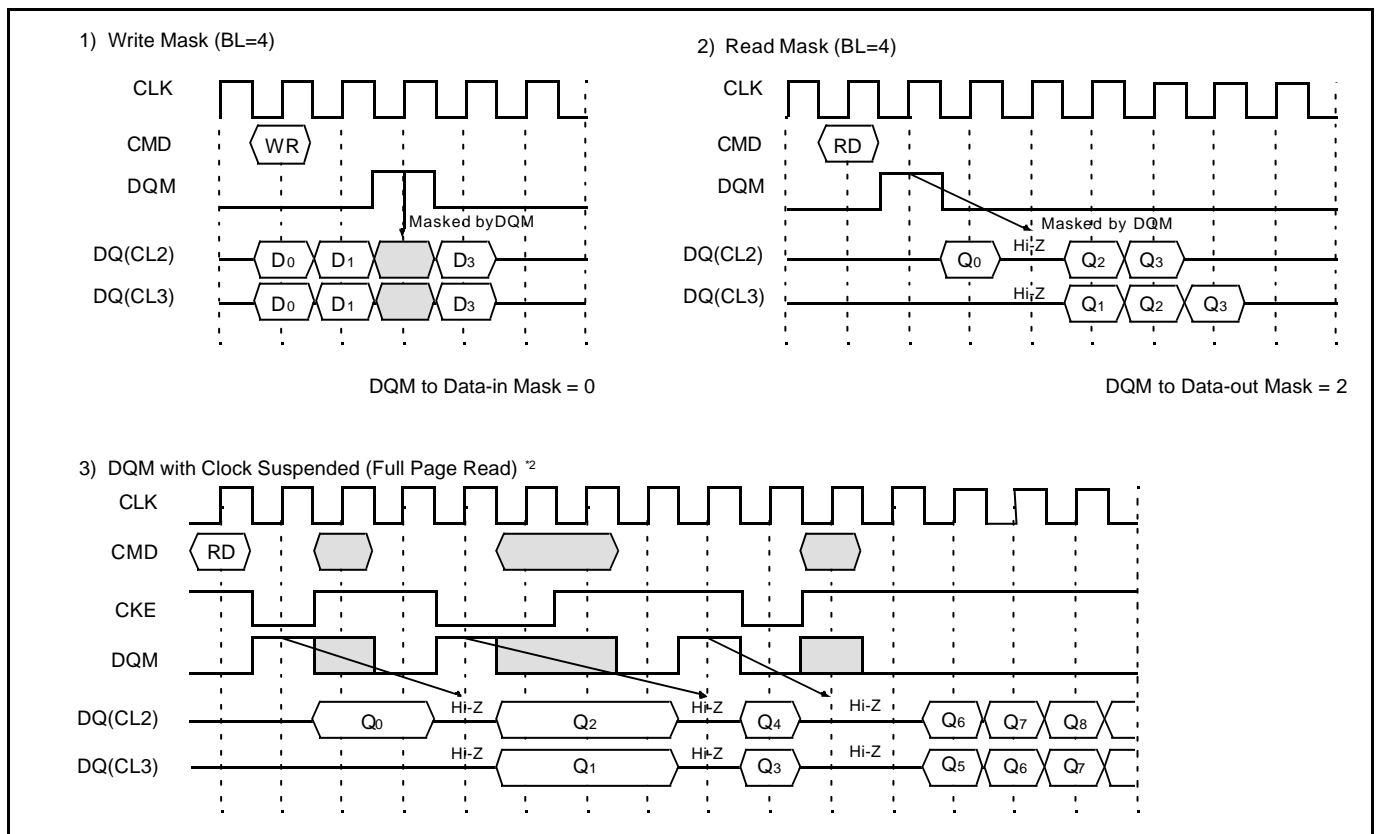 1) Write Mask (BL=4)
CLK
CMD
WR
DQM
Masked by DQM
DQ(CL2)
D0 D1 D3
DQ(CL3)
D0 D1 D3
DQM to Data-in Mask = 0
2) Read Mask (BL=4)
CLK
CMD
RD
DQM
Masked by DQM
DQ(CL2)
Q0 Hi-Z Q2 Q3
DQ(CL3)
Hi-Z Q1 Q2 Q3
DQM to Data-out Mask = 2
3) DQM with Clock Suspended (Full Page Read) *2
CLK
CMD
RD
CKE
DQM
DQ(CL2)
Q0 Hi-Z Q2 Hi-Z Q4 Hi-Z Q6 Q7 Q8
DQ(CL3)
Hi-Z Q1 Hi-Z Q3 Hi-Z Q5 Q6 Q7